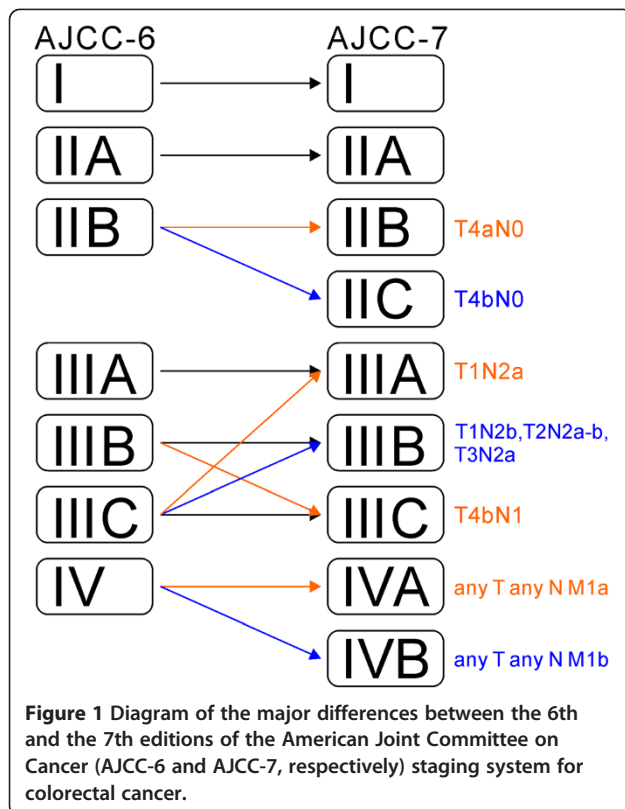 AJCC-6 AJCC-7
I I
IIA IIA
IIB IIB T4aN0
IIC T4bN0
IIIA IIIA T1N2a
IIIB IIIB T1N2b,T2N2a-b,
T3N2a
IIIC IIIC T4bN1
IV IVA any T any N M1a
IVB any T any N M1b
Figure 1 Diagram of the major differences between the 6th
and the 7th editions of the American Joint Committee on
Cancer (AJCC-6 and AJCC-7, respectively) staging system for
colorectal cancer.